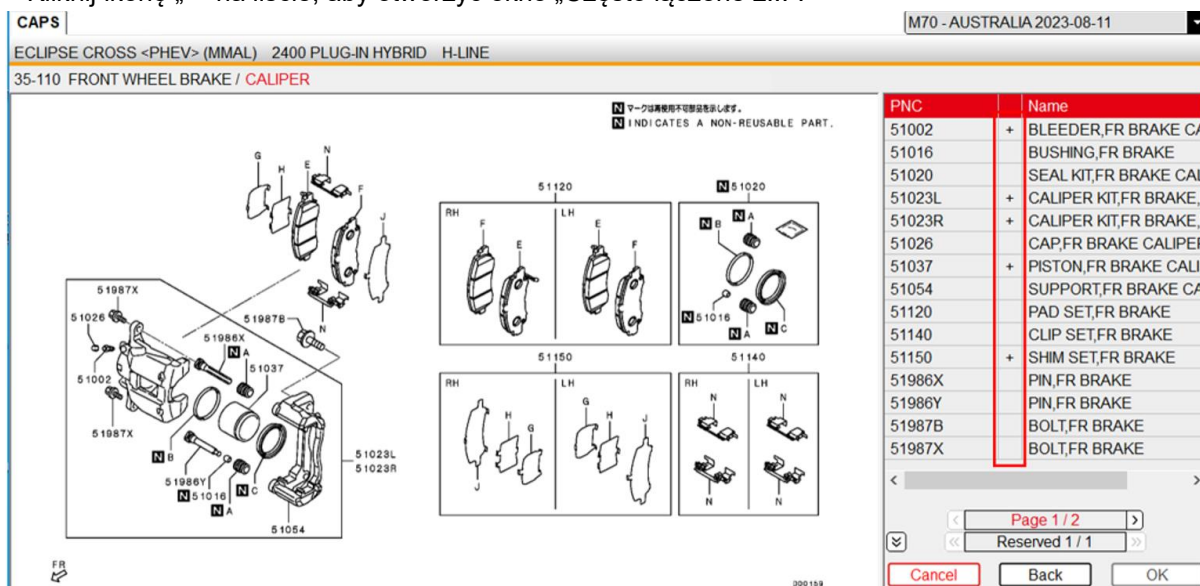 CAPS
M70 - AUSTRALIA 2023-08-11
ECLIPSE CROSS <PHEV> (MMAL) 2400 PLUG-IN HYBRID H-LINE
35-110 FRONT WHEEL BRAKE / CALIPER
N マークは再使用不可部品を示します。
N INDICATES A NON-REUSABLE PART.
G
H
E
N
F
J
N
51987X
51026
51002
51987X
51986X
N A
51987B
51037
N B
51986Y
N 51016
N A
N C
51054
51023L
51023R
FR
51120
RH
LH
F
E
E
F
N 51020
N B
N A
N 51016
N A
N C
51150
RH
LH
H
G
J
G
H
J
51140
RH
LH
N
N
N
N
PNC Name
51002 + BLEEDER,FR BRAKE CA
51016 BUSHING,FR BRAKE
51020 SEAL KIT,FR BRAKE CAL
51023L + CALIPER KIT,FR BRAKE,
51023R + CALIPER KIT,FR BRAKE,
51026 CAP,FR BRAKE CALIPER
51037 + PISTON,FR BRAKE CALI
51054 SUPPORT,FR BRAKE CA
51120 PAD SET,FR BRAKE
51140 CLIP SET,FR BRAKE
51150 + SHIM SET,FR BRAKE
51986X PIN,FR BRAKE
51986Y PIN,FR BRAKE
51987B BOLT,FR BRAKE
51987X BOLT,FR BRAKE
Page 1 / 2
Reserved 1 / 1
Cancel Back OK